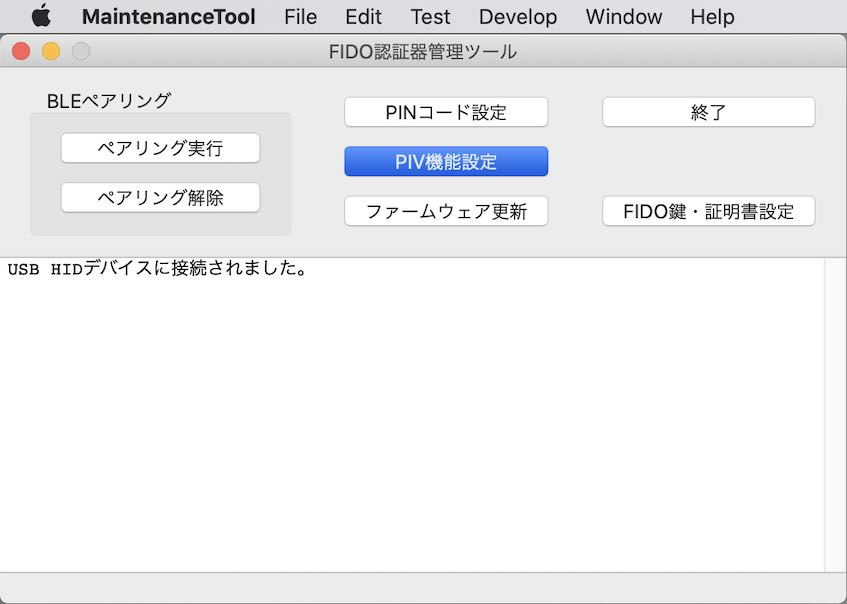 MaintenanceTool File Edit Test Develop Window Help
FIDO認証器管理ツール
BLEペアリング
ペアリング実行
ペアリング解除
PINコード設定
PIV機能設定
ファームウェア更新
終了
FIDO鍵・証明書設定
USB HIDデバイスに接続されました。